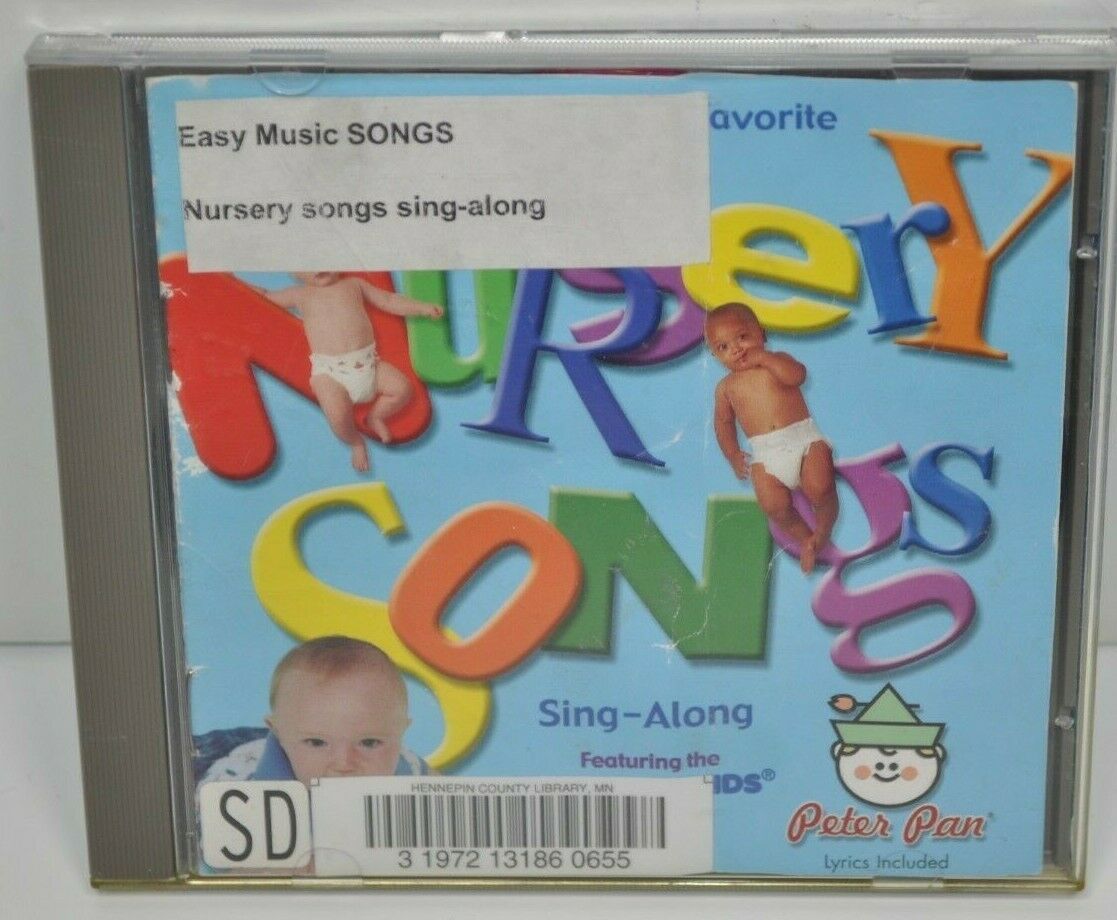 Easy Music SONGS
avorite
Nursery songs sing-along
NURSerY
SONgs
Sing-Along
Featuring the
IDS®
Peter Pan
Lyrics Included
SD
HENNEPIN COUNTY LIBRARY, MN
3 1972 13186 0655